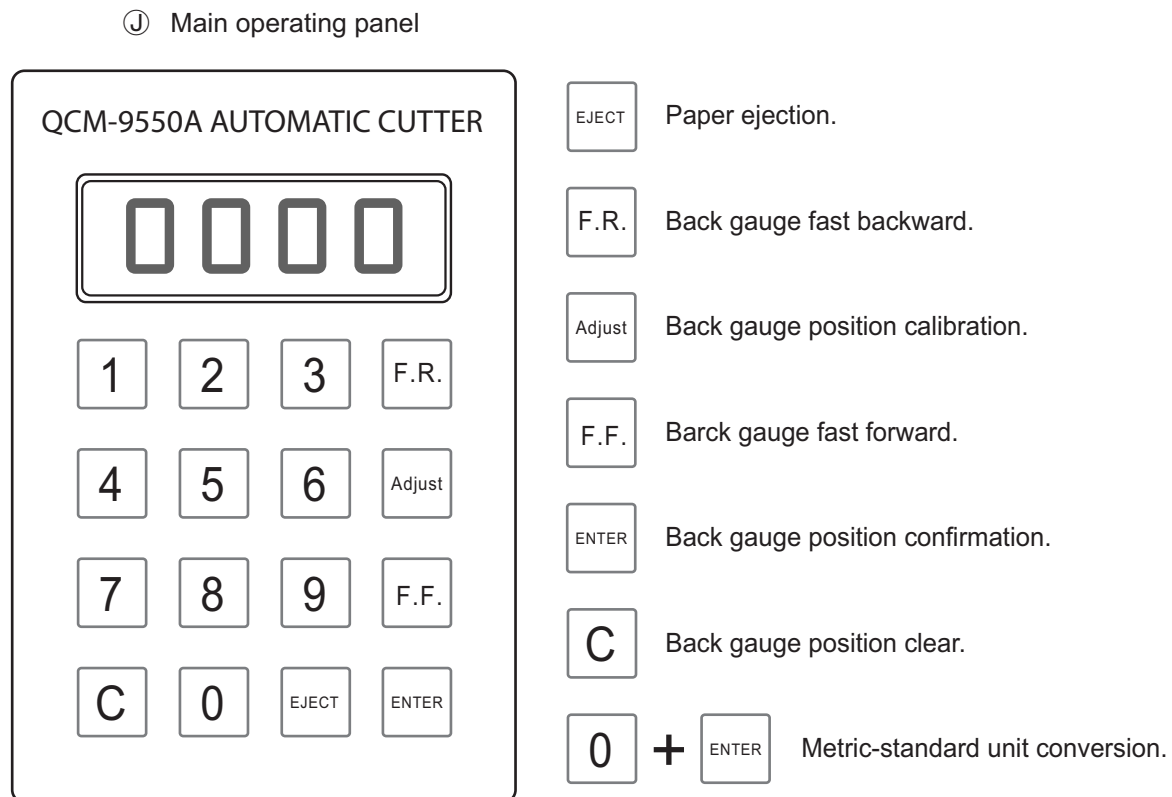 Ⓙ Main operating panel
QCM-9550A AUTOMATIC CUTTER
0000
1 2 3 F.R.
4 5 6 Adjust
7 8 9 F.F.
C 0 EJECT ENTER
EJECT Paper ejection.
F.R. Back gauge fast backward.
Adjust Back gauge position calibration.
F.F. Barck gauge fast forward.
ENTER Back gauge position confirmation.
C Back gauge position clear.
0 + ENTER Metric-standard unit conversion.